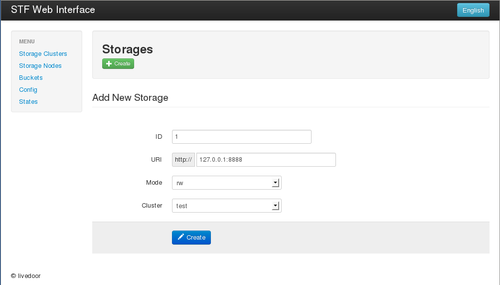 STF Web Interface
English
MENU
Storage Clusters
Storage Nodes
Buckets
Config
States
Storages
Create
Add New Storage
ID
1
URI
http://
127.0.0.1:8888
Mode
rw
Cluster
test
Create
© livedoor